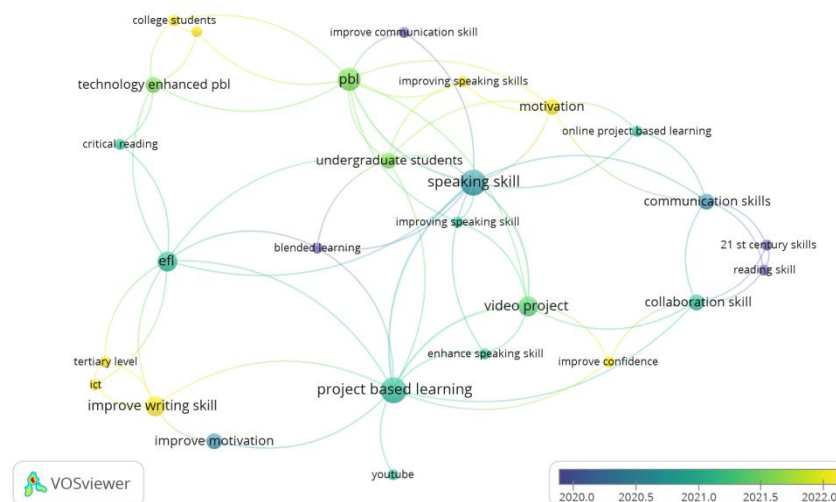 college students
improve communication skill
pbl
improving speaking skills
technology enhanced pbl
motivation
online project based learning
critical reading
undergraduate students
speaking skill
communication skills
improving speaking skill
21 st century skills
blended learning
efl
reading skill
video project
collaboration skill
enhance speaking skill
improve confidence
tertiary level
ict
project based learning
improve writing skill
improve motivation
youtube
VOSviewer
2020.0 2020.5 2021.0 2021.5 2022.0